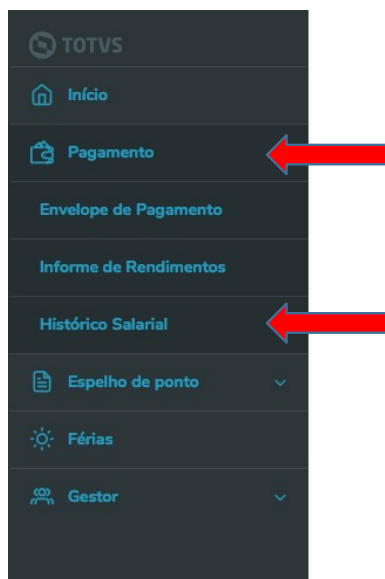 TOTVS
Início
Pagamento
Envelope de Pagamento
Informe de Rendimentos
Histórico Salarial
Espelho de ponto
Férias
Gestor